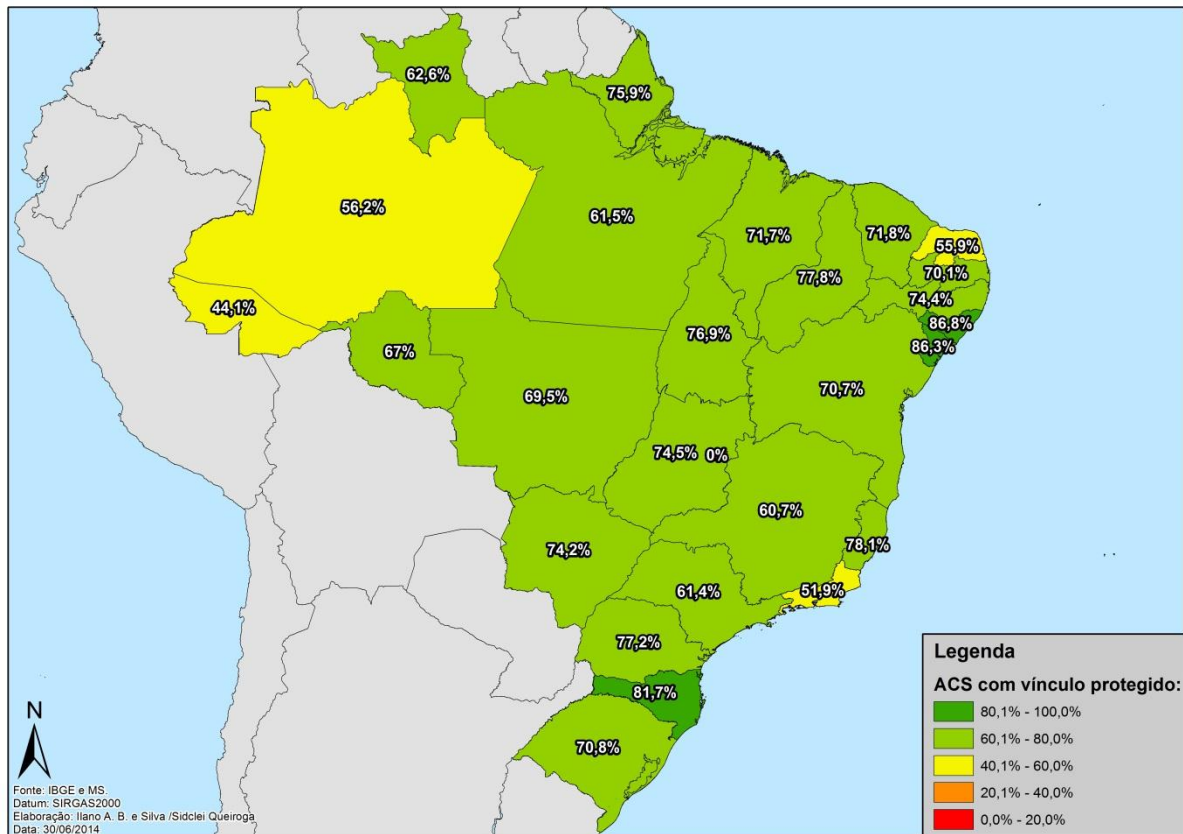 62,6%
75,9%
56,2%
61,5%
71,7%
71,8%
55,9%
77,8%
70,1%
74,4%
44,1%
86,8%
76,9%
86,3%
67%
69,5%
70,7%
74,5%
0%
60,7%
74,2%
78,1%
61,4%
51,9%
77,2%
81,7%
70,8%
Legenda
ACS com vínculo protegido:
80,1% - 100,0%
60,1% - 80,0%
40,1% - 60,0%
20,1% - 40,0%
0,0% - 20,0%
N
Fonte: IBGE e MS.
Datum: SIRGAS2000
Elaboração: Ilano A. B. e Silva /Sidclei Queiroga
Data: 30/06/2014